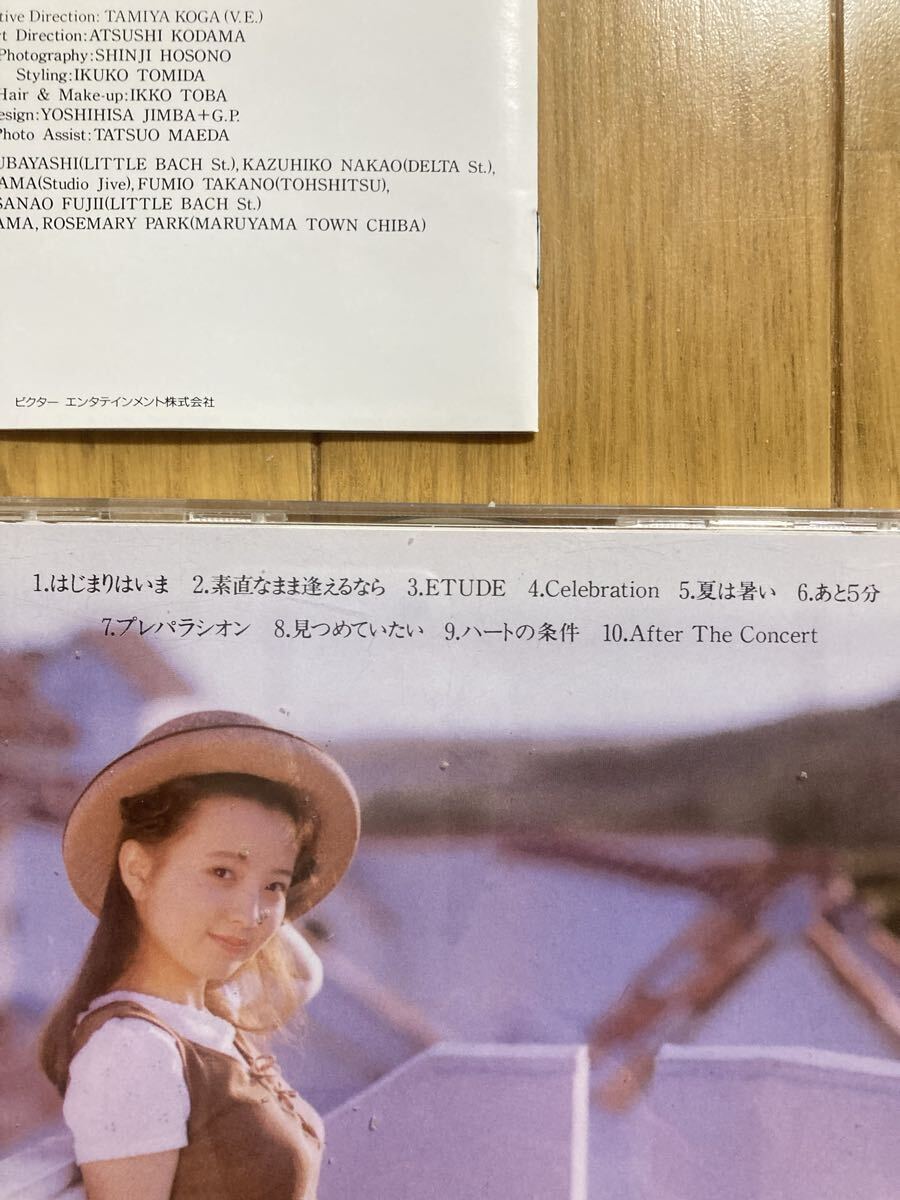 tive Direction: TAMIYA KOGA (V.E.)
t Direction:ATSUSHI KODAMA
Photography:SHINJI HOSONO
Styling:IKUKO TOMIDA
Hair & Make-up:IKKO TOBA
esign:YOSHIHISA JIMBA+G.P.
Photo Assist:TATSUO MAEDA
UBAYASHI(LITTLE BACH St.), KAZUHIKO NAKAO(DELTA St.),
AMA(Studio Jive), FUMIO TAKANO(TOHSHITSU),
SANAO FUJII(LITTLE BACH St.)
AMA, ROSEMARY PARK(MARUYAMA TOWN CHIBA)
ビクター エンタテインメント株式会社
1.はじまりはいま 2.素直なまま逢えるなら 3.ETUDE 4.Celebration 5.夏は暑い 6.あと5分
7.プレパラシオン 8.見つめていたい 9.ハートの条件 10.After The Concert